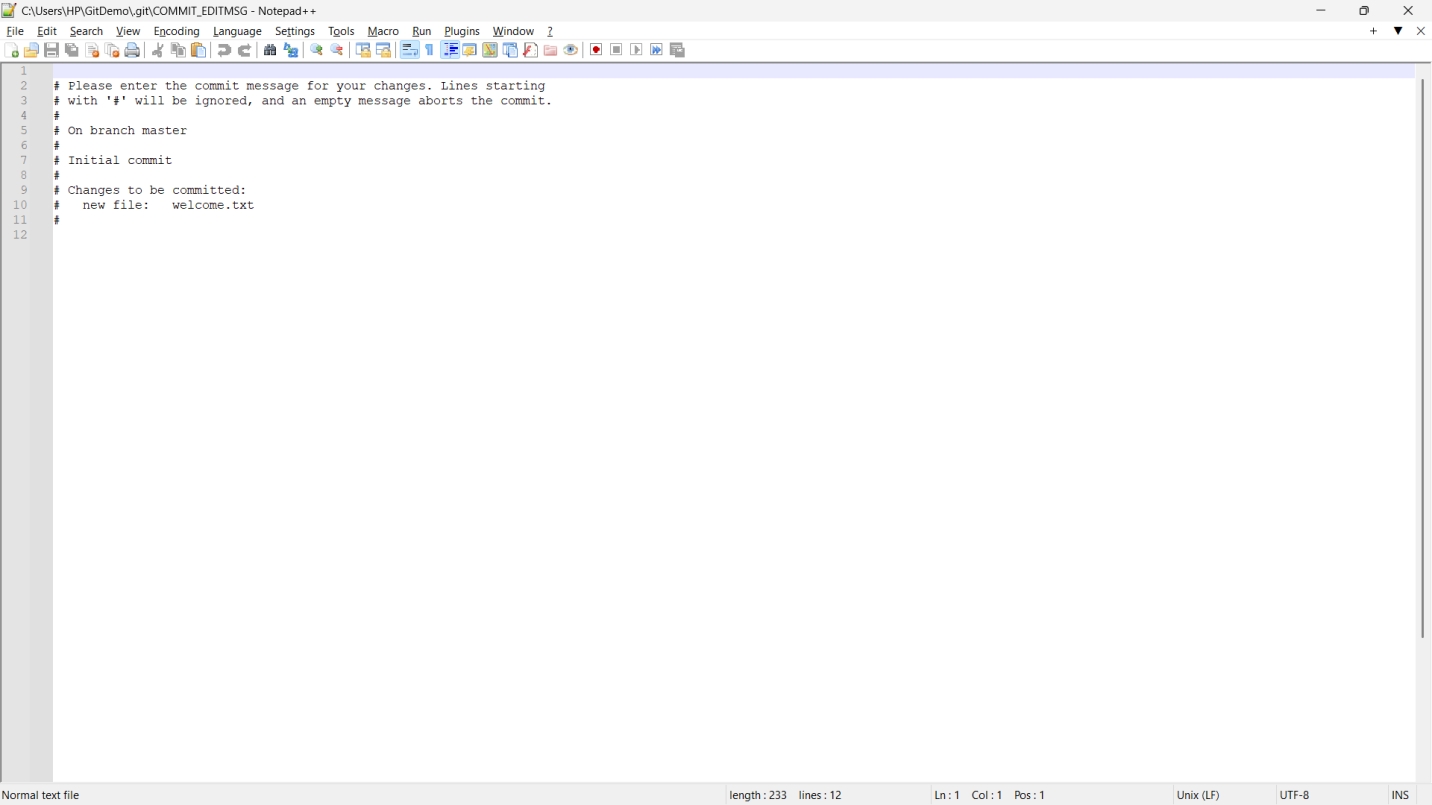 C:\Users\HP\GitDemo\.git\COMMIT_EDITMSG - Notepad++
File Edit Search View Encoding Language Settings Tools Macro Run Plugins Window ?
1
2 # Please enter the commit message for your changes. Lines starting
3 # with '#' will be ignored, and an empty message aborts the commit.
4 #
5 # On branch master
6 #
7 # Initial commit
8 #
9 # Changes to be committed:
10 #   new file:   welcome.txt
11 #
12
Normal text file length : 233 lines : 12 Ln : 1 Col : 1 Pos : 1 Unix (LF) UTF-8 INS